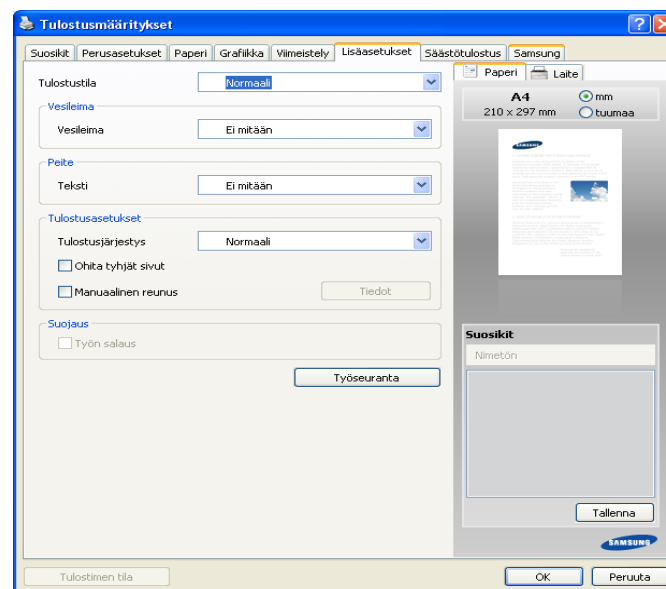 Tulostusmääritykset
Suosikit Perusasetukset Paperi Grafiikka Viimeistely Lisäasetukset Säästötulostus Samsung
Tulostustila Normaali
Vesileima
Vesileima Ei mitään
Peite
Teksti Ei mitään
Tulostusasetukset
Tulostusjärjestys Normaali
Ohita tyhjät sivut
Manuaalinen reunus Tiedot
Suojaus
Työn salaus
Työseuranta
Paperi Laite
A4 mm
210 x 297 mm tuumaa
SAMSUNG
Suosikit
Nimetön
Tallenna
SAMSUNG
Tulostimen tila OK Peruuta